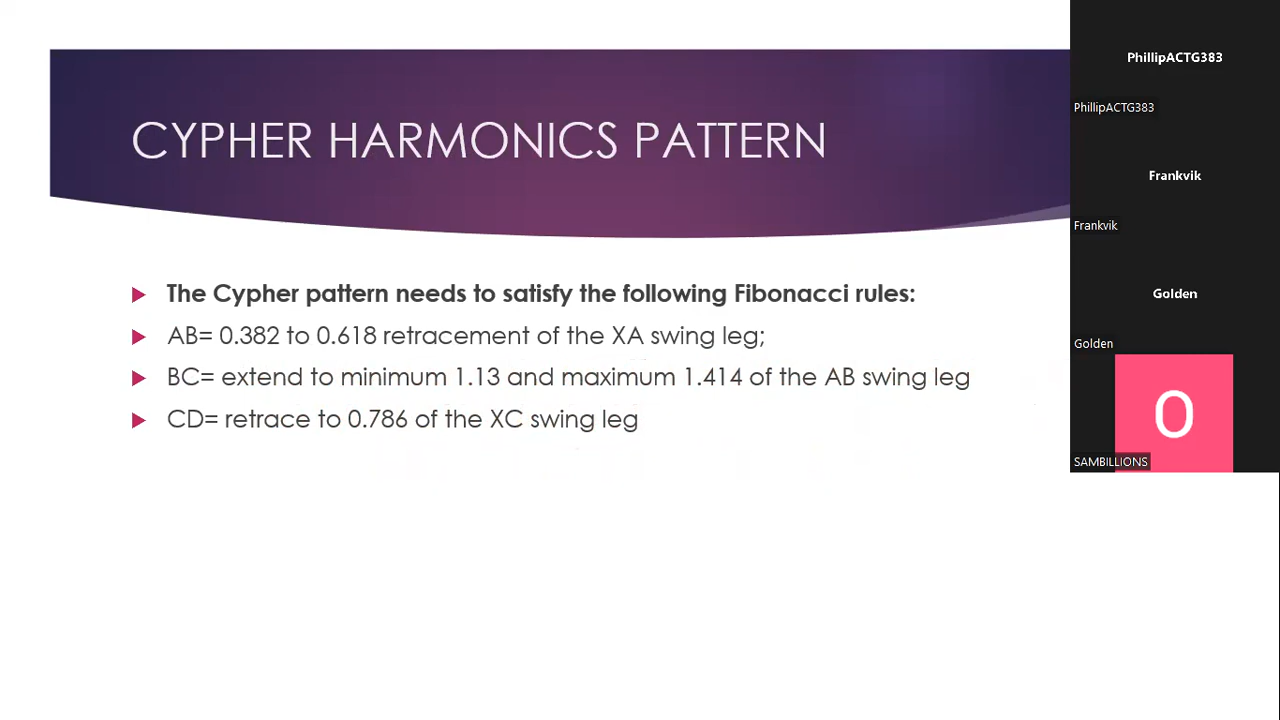 CYPHER HARMONICS PATTERN
The Cypher pattern needs to satisfy the following Fibonacci rules:
AB= 0.382 to 0.618 retracement of the XA swing leg;
BC= extend to minimum 1.13 and maximum 1.414 of the AB swing leg
CD= retrace to 0.786 of the XC swing leg
PhillipACTG383
PhillipACTG383
Frankvik
Frankvik
Golden
Golden
O
SAMBILLIONS